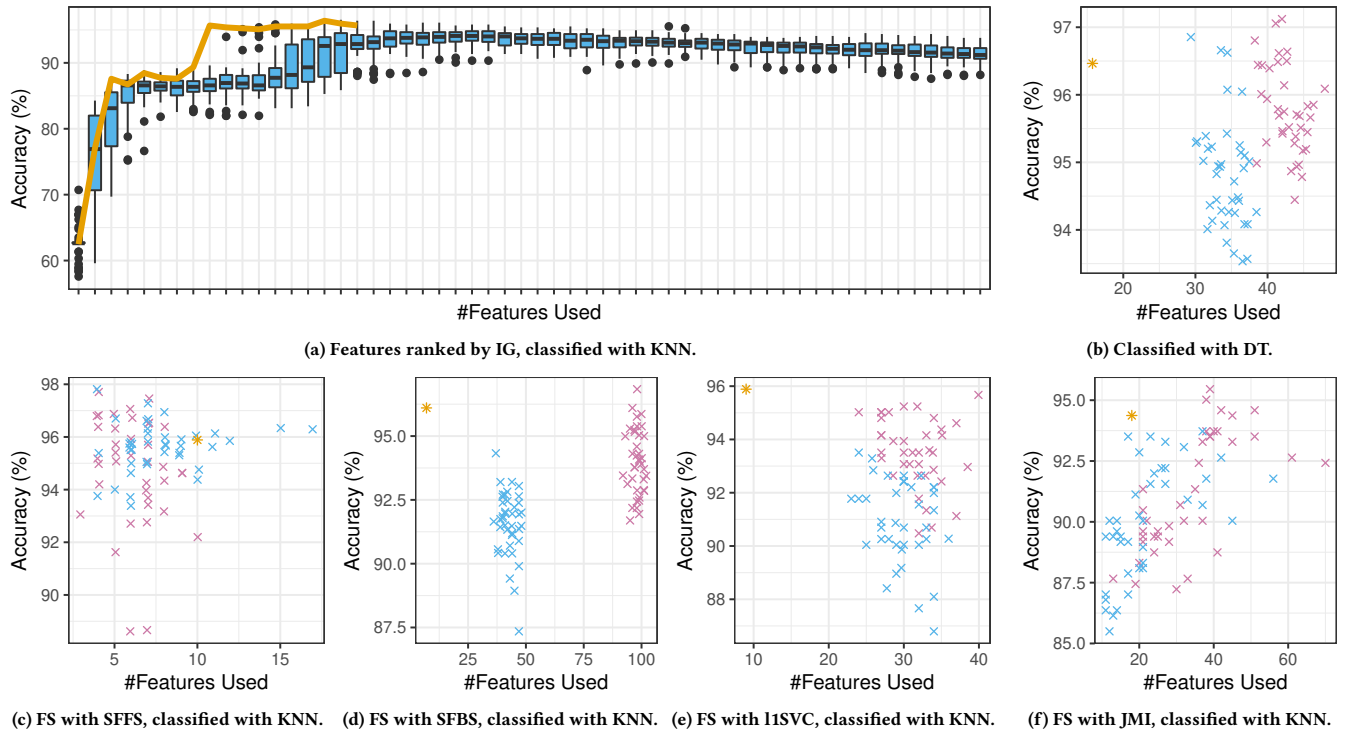 90
80
70
60
Accuracy (%)
#Features Used
(a) Features ranked by IG, classified with KNN.
97
96
95
94
Accuracy (%)
20
40
#Features Used
(b) Classified with DT.
98
96
94
92
90
Accuracy (%)
5
10
15
#Features Used
(c) FS with SFFS, classified with KNN.
95.0
92.5
90.0
87.5
Accuracy (%)
25
50
75
100
#Features Used
(d) FS with SFBS, classified with KNN.
96
94
92
90
88
Accuracy (%)
10
20
30
40
#Features Used
(e) FS with l1SVC, classified with KNN.
95.0
92.5
90.0
87.5
85.0
Accuracy (%)
20
40
60
#Features Used
(f) FS with JMI, classified with KNN.